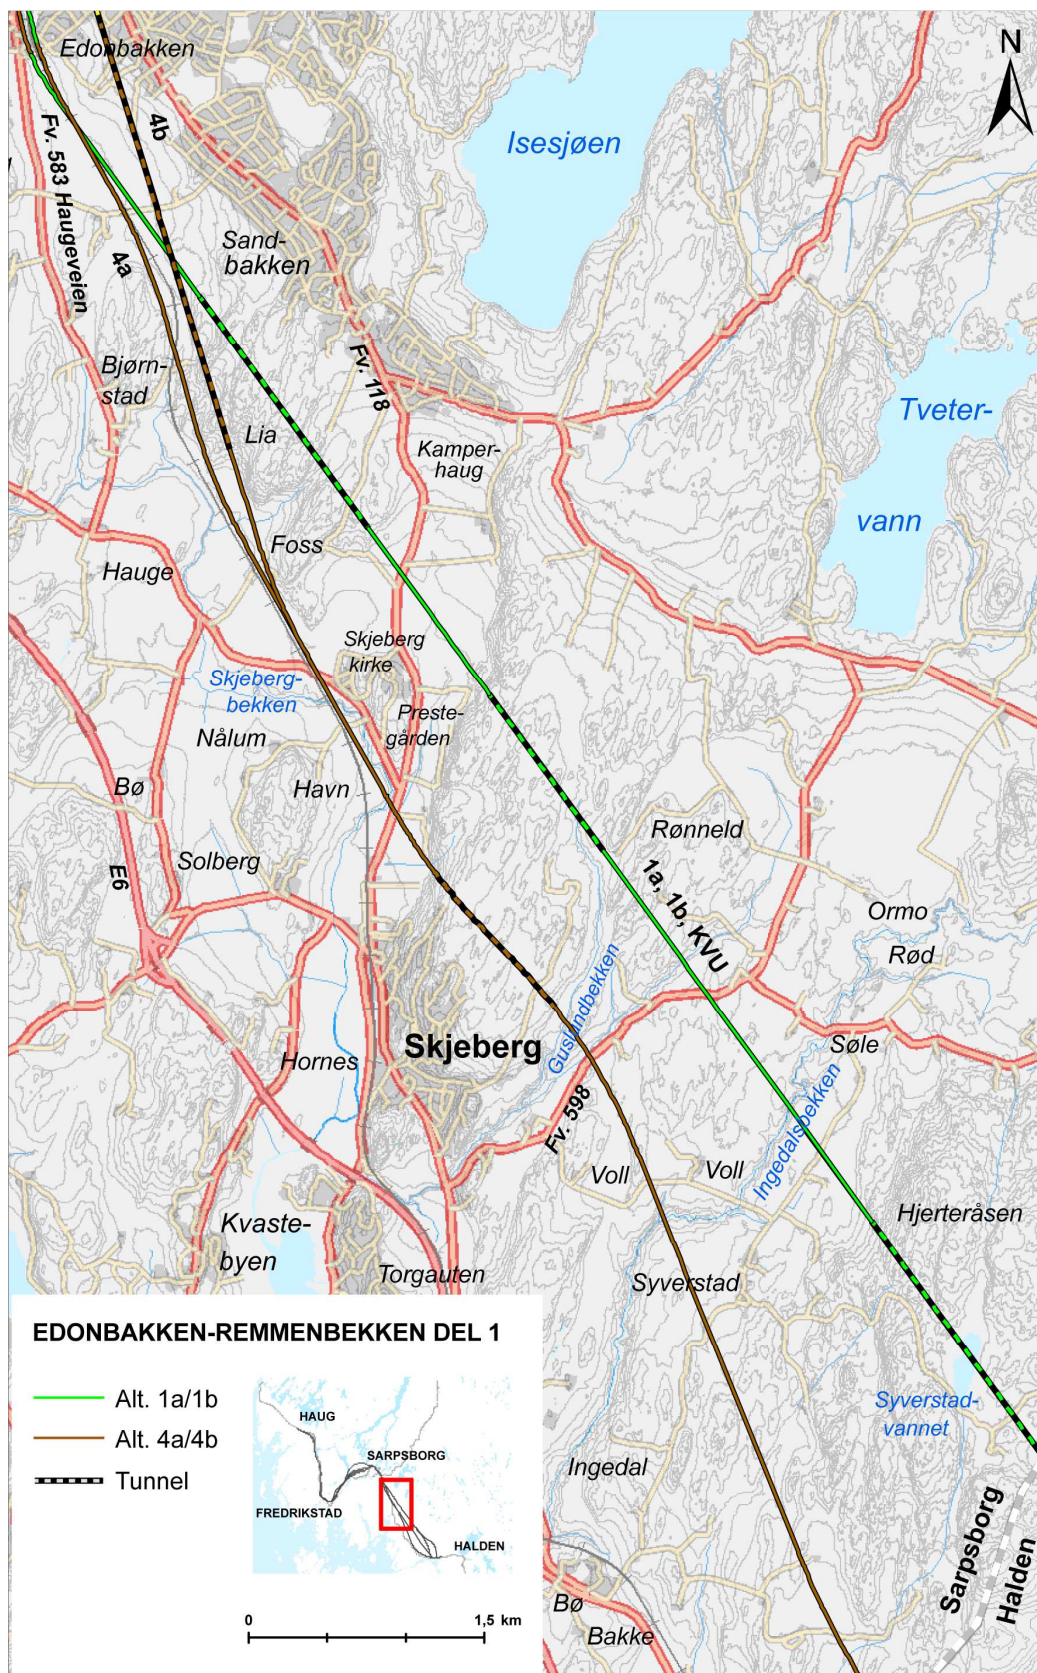 Edonbakken
N
Isesjøen
4b
Fv. 583 Haugeveien
4a
Sand-
bakken
Bjørn-
stad
Fv. 118
Lia
Kamper-
haug
Tveter-
vann
Foss
Hauge
Skjeberg
kirke
Skjeberg-
bekken
Preste-
gården
Nålum
Havn
Bø
Rønneld
Solberg
E6
1a, 1b, KVU
Ormo
Rød
Guslundbekken
Skjeberg
Søle
Hornes
Fv. 598
Ingedalsbekken
Voll
Voll
Hjerteråsen
Kvaste-
byen
Torgauten
Syverstad
Syverstad-
vannet
Ingedal
Sarpsborg
Halden
Bø
Bakke
EDONBAKKEN-REMMENBEKKEN DEL 1
Alt. 1a/1b
Alt. 4a/4b
Tunnel
HAUG
SARPSBORG
FREDRIKSTAD
HALDEN
0 1,5 km